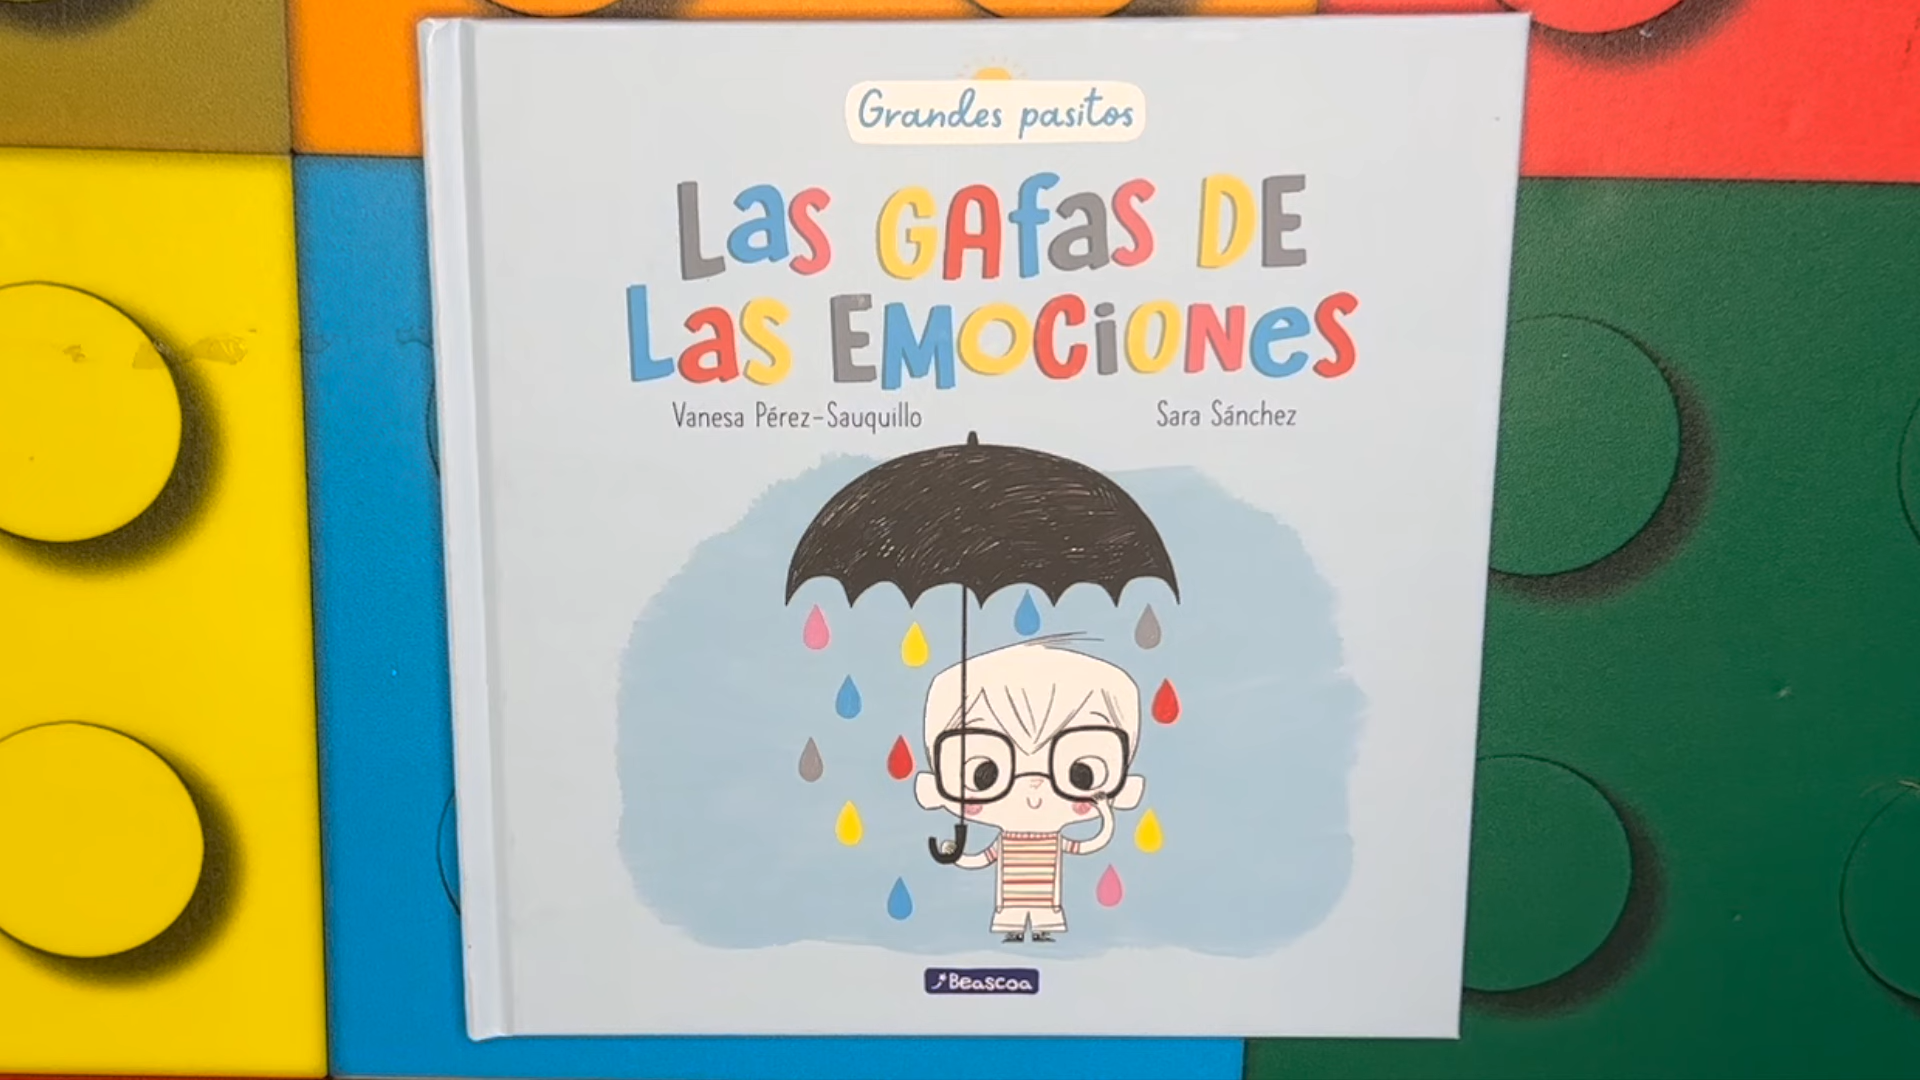 Grandes pasitos
Las GAfas DE
Las EMOCiONes
Vanesa Pérez-Sauquillo
Sara Sánchez
Beascoa